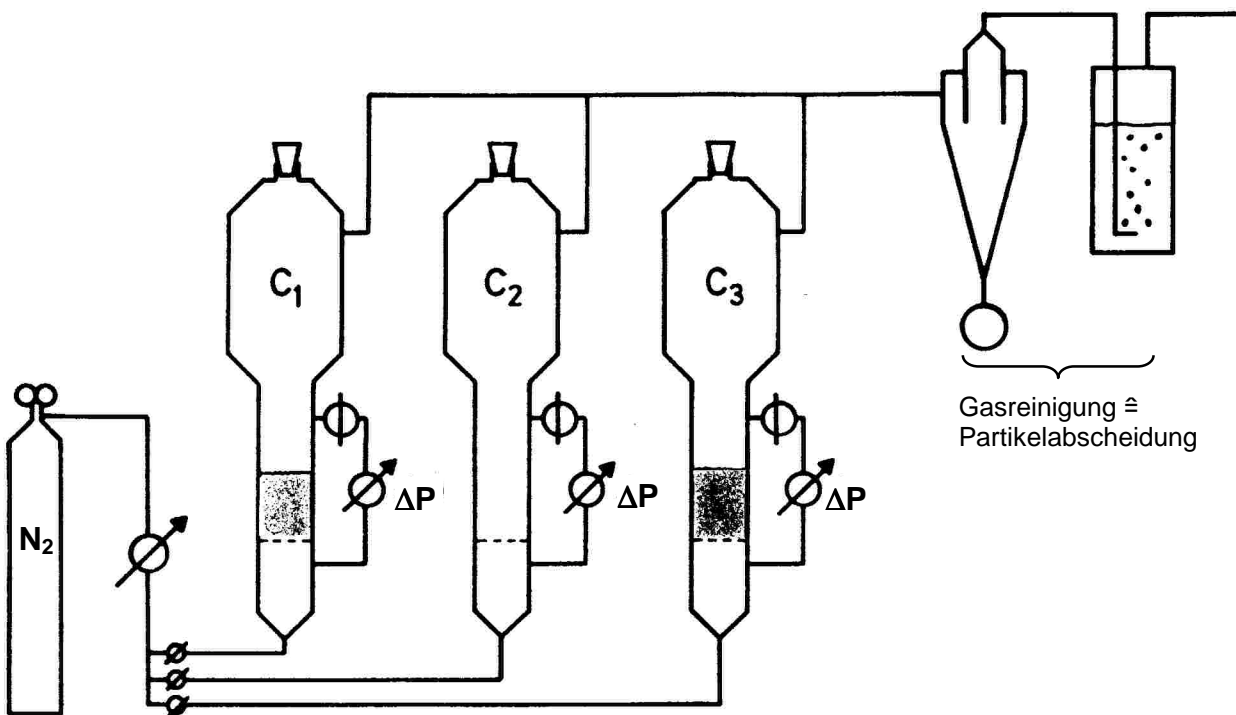 C1
C2
C3
Gasreinigung ≙
Partikelabscheidung
N2
ΔP
ΔP
ΔP